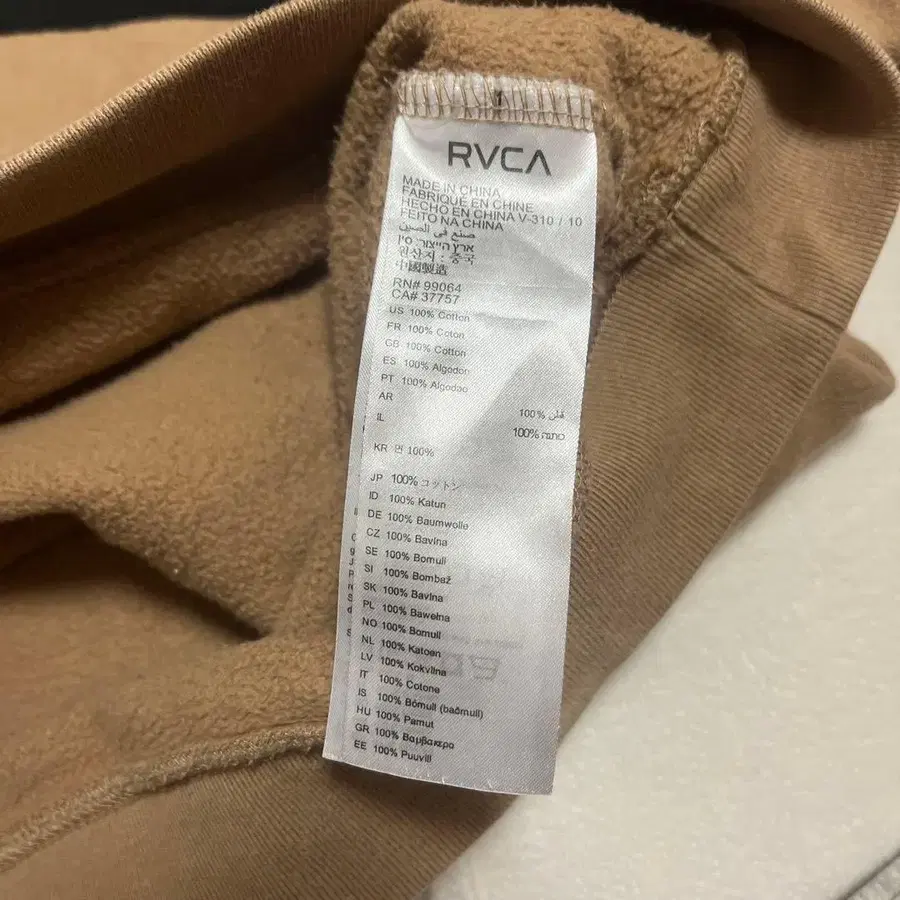 RVCA
MADE IN CHINA
FABRIQUE EN CHINE
HECHO EN CHINA V-310 / 10
FEITO NA CHINA
صنع في الصين
ארץ הייצור: סין
원산지 : 중국
中國製造
RN# 99064
CA# 37757
US 100% Cotton
FR 100% Coton
GB 100% Cotton
ES 100% Algodon
PT 100% Algodao
AR 100% قطن
IL 100% כותנה
KR 면 100%
JP 100% コットン
ID 100% Katun
DE 100% Baumwolle
CZ 100% Bavlna
SE 100% Bomull
SI 100% Bombaž
SK 100% Bavlna
PL 100% Bawełna
NO 100% Bomull
NL 100% Katoen
LV 100% Kokvilna
IT 100% Cotone
IS 100% Bómull (baðmull)
HU 100% Pamut
GR 100% Βαμβακερο
EE 100% Puuvill